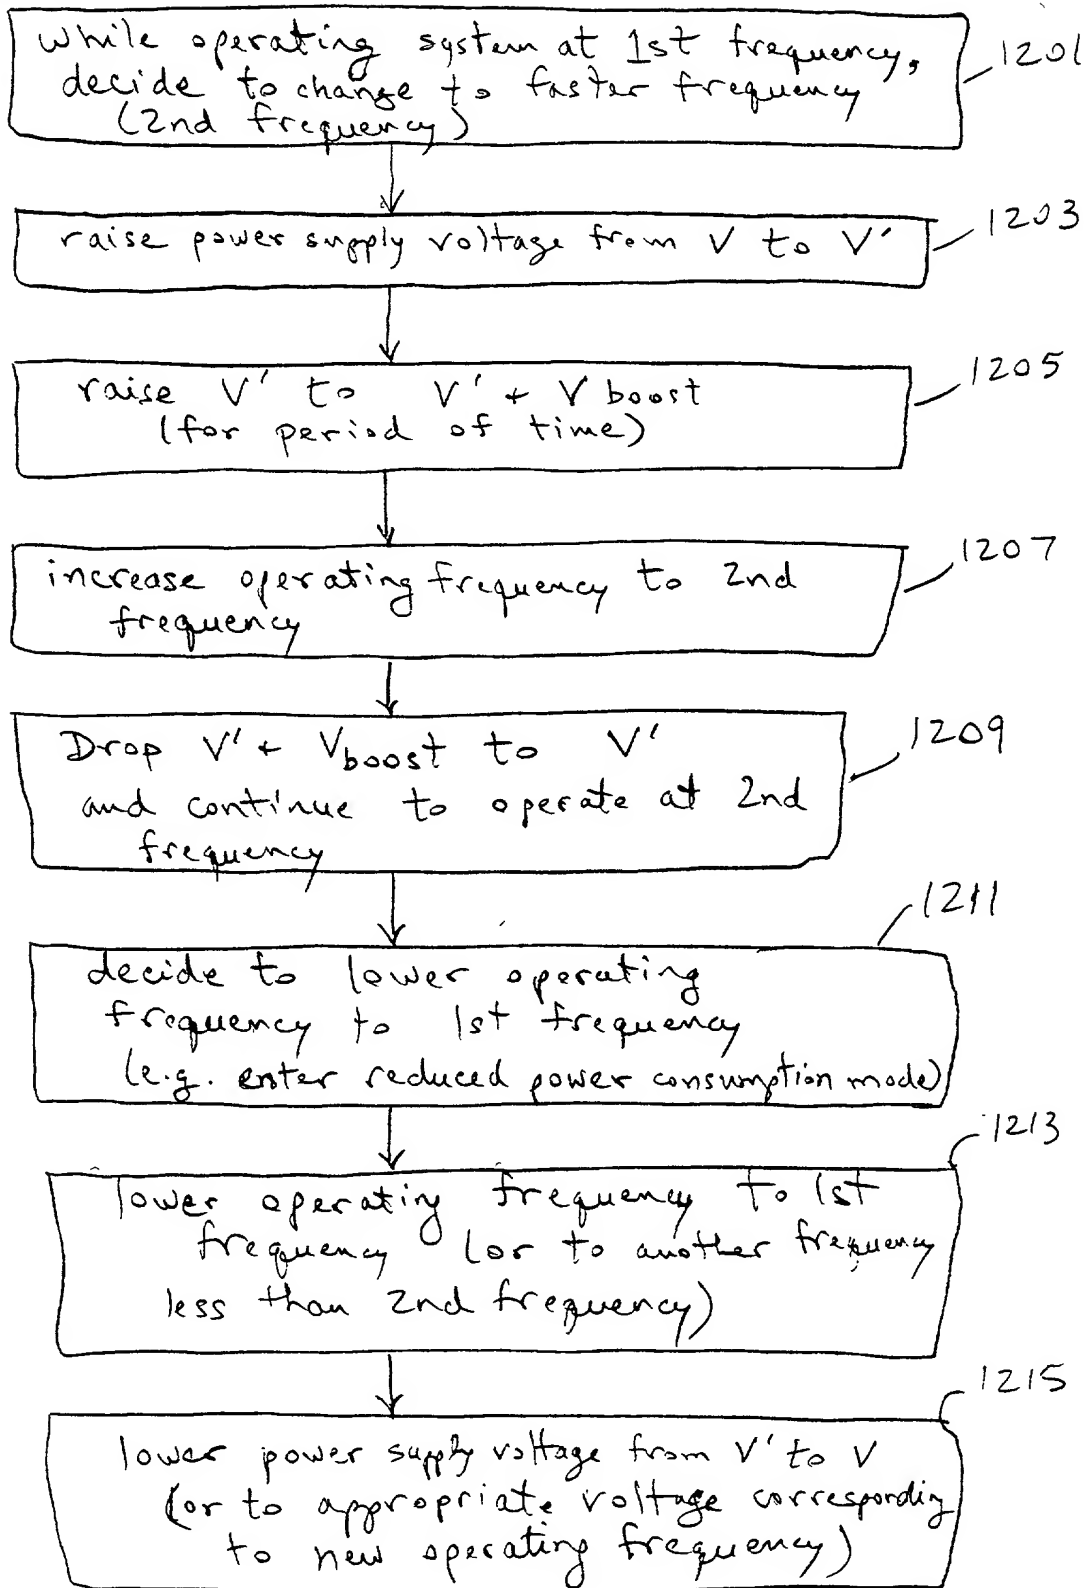 while operating system at 1st frequency,
decide to change to faster frequency
(2nd frequency)
1201
raise power supply voltage from V to V'
1203
raise V' to V' + V boost
(for period of time)
1205
increase operating frequency to 2nd
frequency
1207
Drop V' + Vboost to V'
and continue to operate at 2nd
frequency
1209
decide to lower operating
frequency to 1st frequency
(e.g. enter reduced power consumption mode)
1211
lower operating frequency to 1st
frequency (or to another frequency
less than 2nd frequency)
1213
lower power supply voltage from V' to V
(or to appropriate voltage corresponding
to new operating frequency)
1215